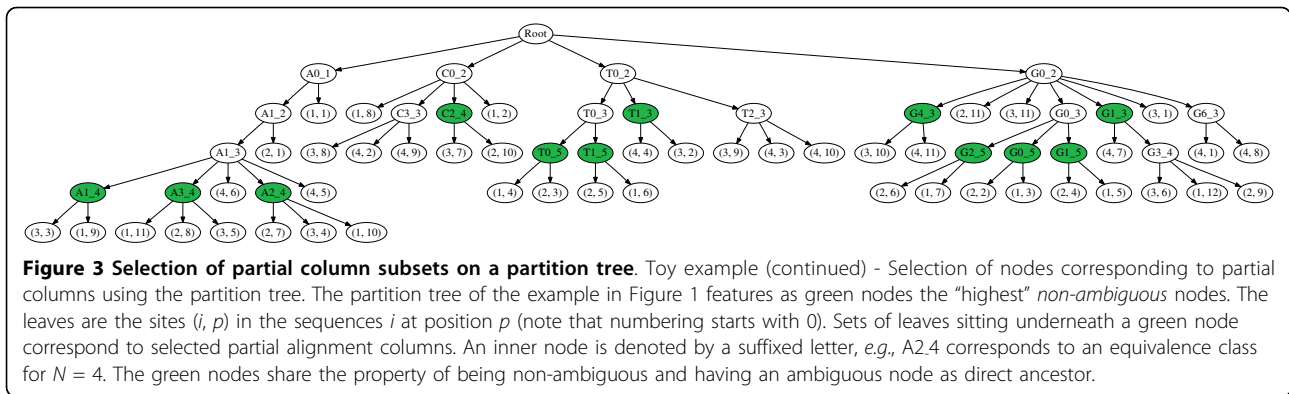 Root
A0_1 C0_2 T0_2 G0_2
A1_2 (1, 1) (1, 8) C3_3 C2_4 (1, 2) T0_3 T1_3 T2_3 G4_3 (2, 11) (3, 11) G0_3 G1_3 (3, 1) G6_3
A1_3 (2, 1) (3, 8) (4, 2) (4, 9) (3, 7) (2, 10) T0_5 T1_5 (4, 4) (3, 2) (3, 9) (4, 3) (4, 10) (3, 10) (4, 11) G2_5 G0_5 G1_5 (4, 7) G3_4 (4, 1) (4, 8)
A1_4 A3_4 (4, 6) A2_4 (4, 5) (1, 4) (2, 3) (2, 5) (1, 6) (2, 6) (1, 7) (2, 2) (1, 3) (2, 4) (1, 5) (3, 6) (1, 12) (2, 9)
(3, 3) (1, 9) (1, 11) (2, 8) (3, 5) (2, 7) (3, 4) (1, 10)
Figure 3 Selection of partial column subsets on a partition tree. Toy example (continued) - Selection of nodes corresponding to partial
columns using the partition tree. The partition tree of the example in Figure 1 features as green nodes the “highest” non-ambiguous nodes. The
leaves are the sites (i, p) in the sequences i at position p (note that numbering starts with 0). Sets of leaves sitting underneath a green node
correspond to selected partial alignment columns. An inner node is denoted by a suffixed letter, e.g., A2_4 corresponds to an equivalence class
for N = 4. The green nodes share the property of being non-ambiguous and having an ambiguous node as direct ancestor.